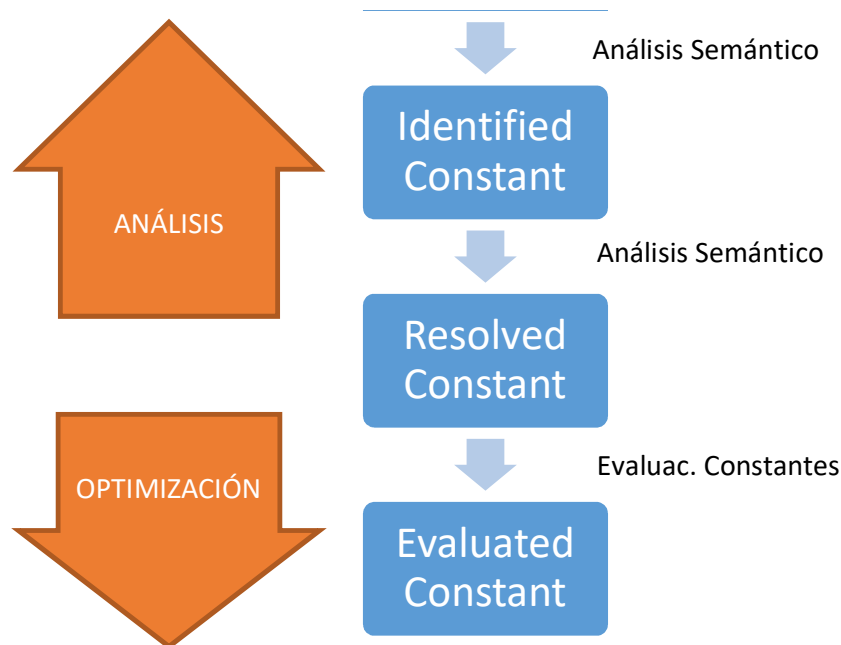 Análisis Semántico
Identified
Constant
ANÁLISIS
Análisis Semántico
Resolved
Constant
Evaluac. Constantes
OPTIMIZACIÓN
Evaluated
Constant